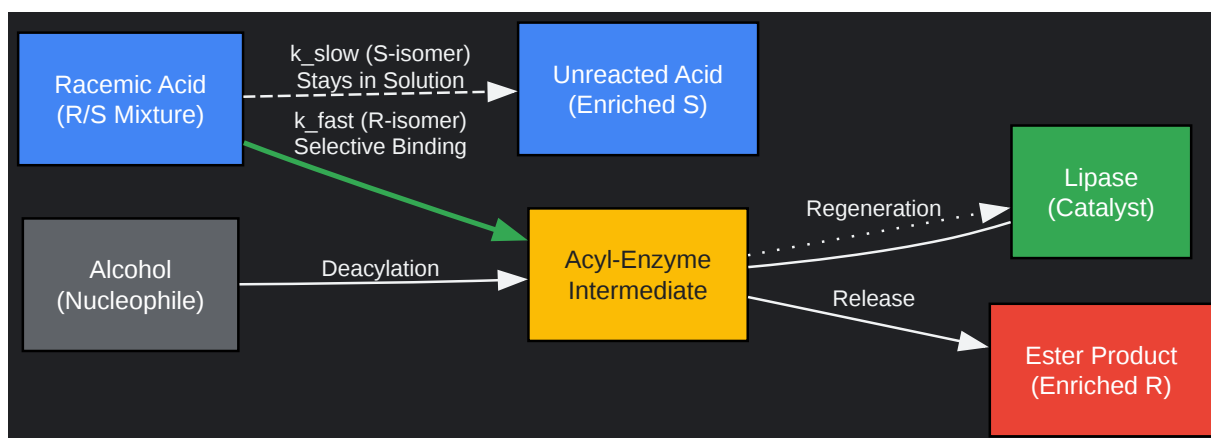 Racemic Acid
(R/S Mixture)
k_slow (S-isomer)
Stays in Solution
Unreacted Acid
(Enriched S)
k_fast (R-isomer)
Selective Binding
Alcohol
(Nucleophile)
Deacylation
Acyl-Enzyme
Intermediate
Regeneration
Lipase
(Catalyst)
Release
Ester Product
(Enriched R)